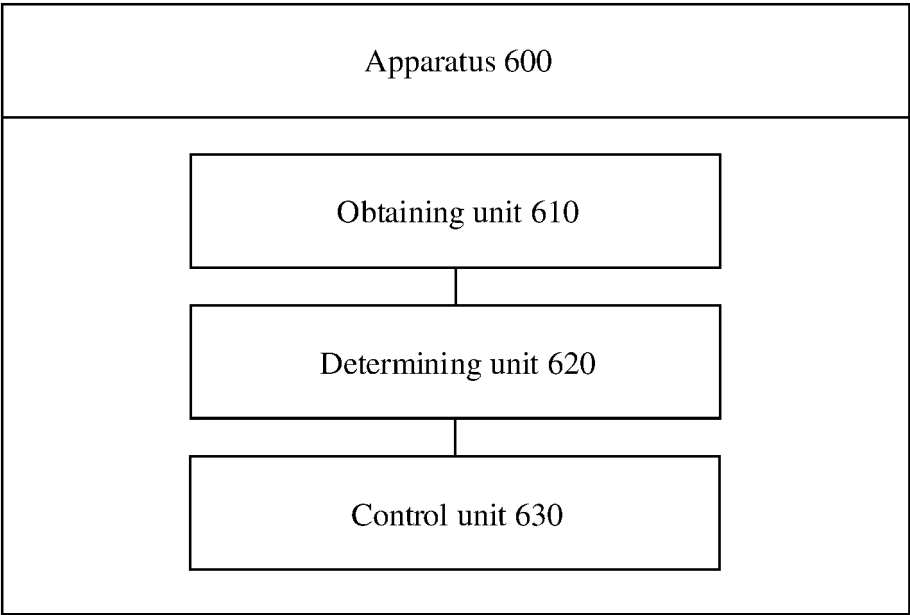 Apparatus 600
Obtaining unit 610
Determining unit 620
Control unit 630